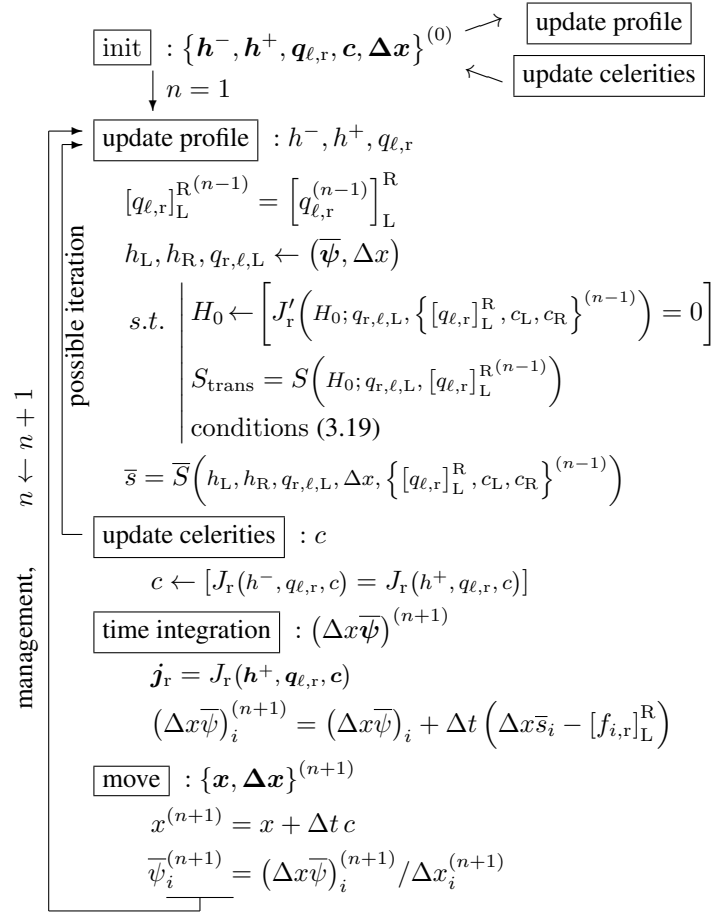 init : {h⁻, h⁺, q_{ℓ,r}, c, Δx}^{(0)}
update profile
update celerities
n = 1
update profile : h⁻, h⁺, q_{ℓ,r}
[q_{ℓ,r}]_L^{R (n−1)} = [q_{ℓ,r}^{(n−1)}]_L^R
h_L, h_R, q_{r,ℓ,L} ← (ψ̅, Δx)
s.t.
H₀ ← [J′_r(H₀; q_{r,ℓ,L}, {[q_{ℓ,r}]_L^R, c_L, c_R}^{(n−1)}) = 0]
S_trans = S(H₀; q_{r,ℓ,L}, [q_{ℓ,r}]_L^{R (n−1)})
conditions (3.19)
s̅ = S̅(h_L, h_R, q_{r,ℓ,L}, Δx, {[q_{ℓ,r}]_L^R, c_L, c_R}^{(n−1)})
possible iteration
update celerities : c
c ← [J_r(h⁻, q_{ℓ,r}, c) = J_r(h⁺, q_{ℓ,r}, c)]
time integration : (Δxψ̅)^{(n+1)}
j_r = J_r(h⁺, q_{ℓ,r}, c)
(Δxψ̅)_i^{(n+1)} = (Δxψ̅)_i + Δt (Δxs̅_i − [f_{i,r}]_L^R)
move : {x, Δx}^{(n+1)}
x^{(n+1)} = x + Δt c
ψ̅_i^{(n+1)} = (Δxψ̅)_i^{(n+1)}/Δx_i^{(n+1)}
management, n ← n + 1